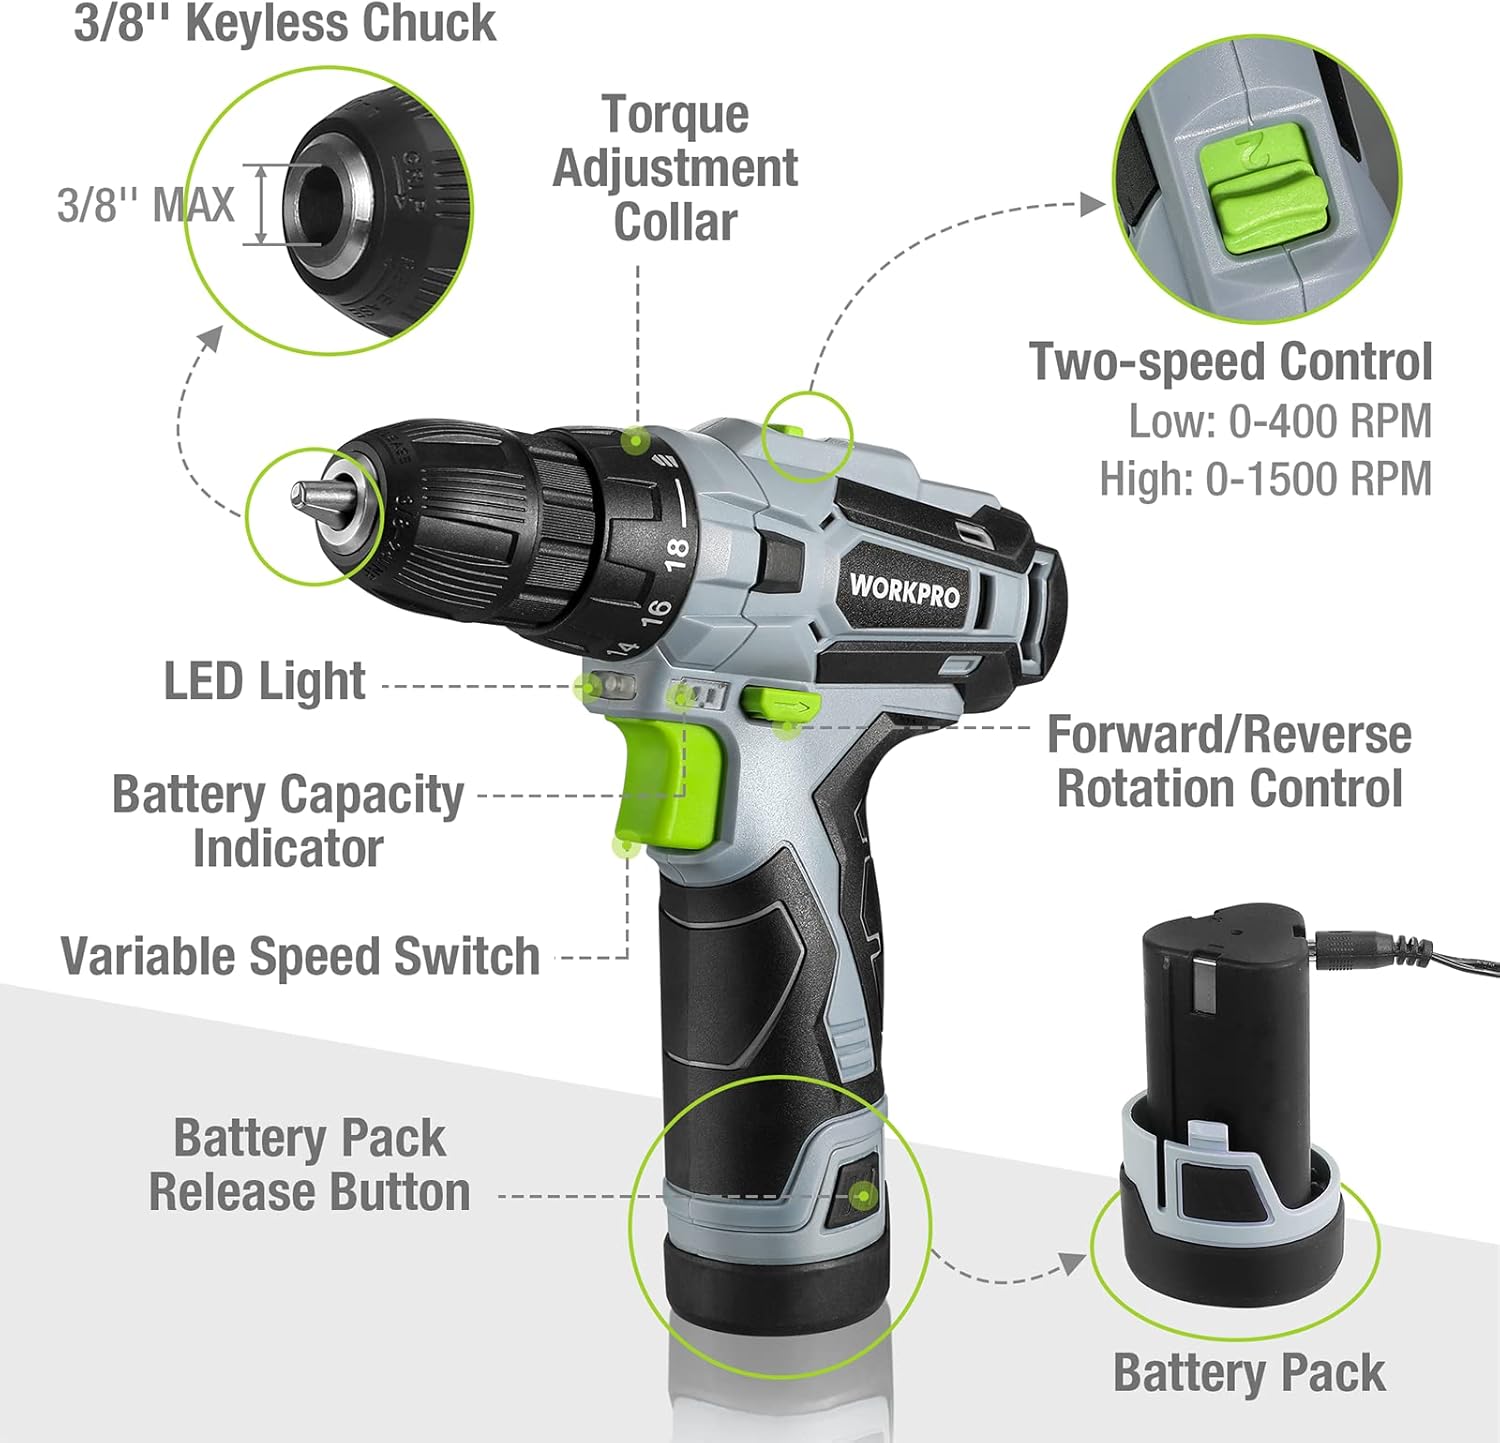 3/8'' Keyless Chuck
3/8'' MAX
GRIP
Torque
Adjustment
Collar
2
Two-speed Control
Low: 0-400 RPM
High: 0-1500 RPM
18
16
14
WORKPRO
LED Light
Battery Capacity
Indicator
Variable Speed Switch
Forward/Reverse
Rotation Control
Battery Pack
Release Button
Battery Pack